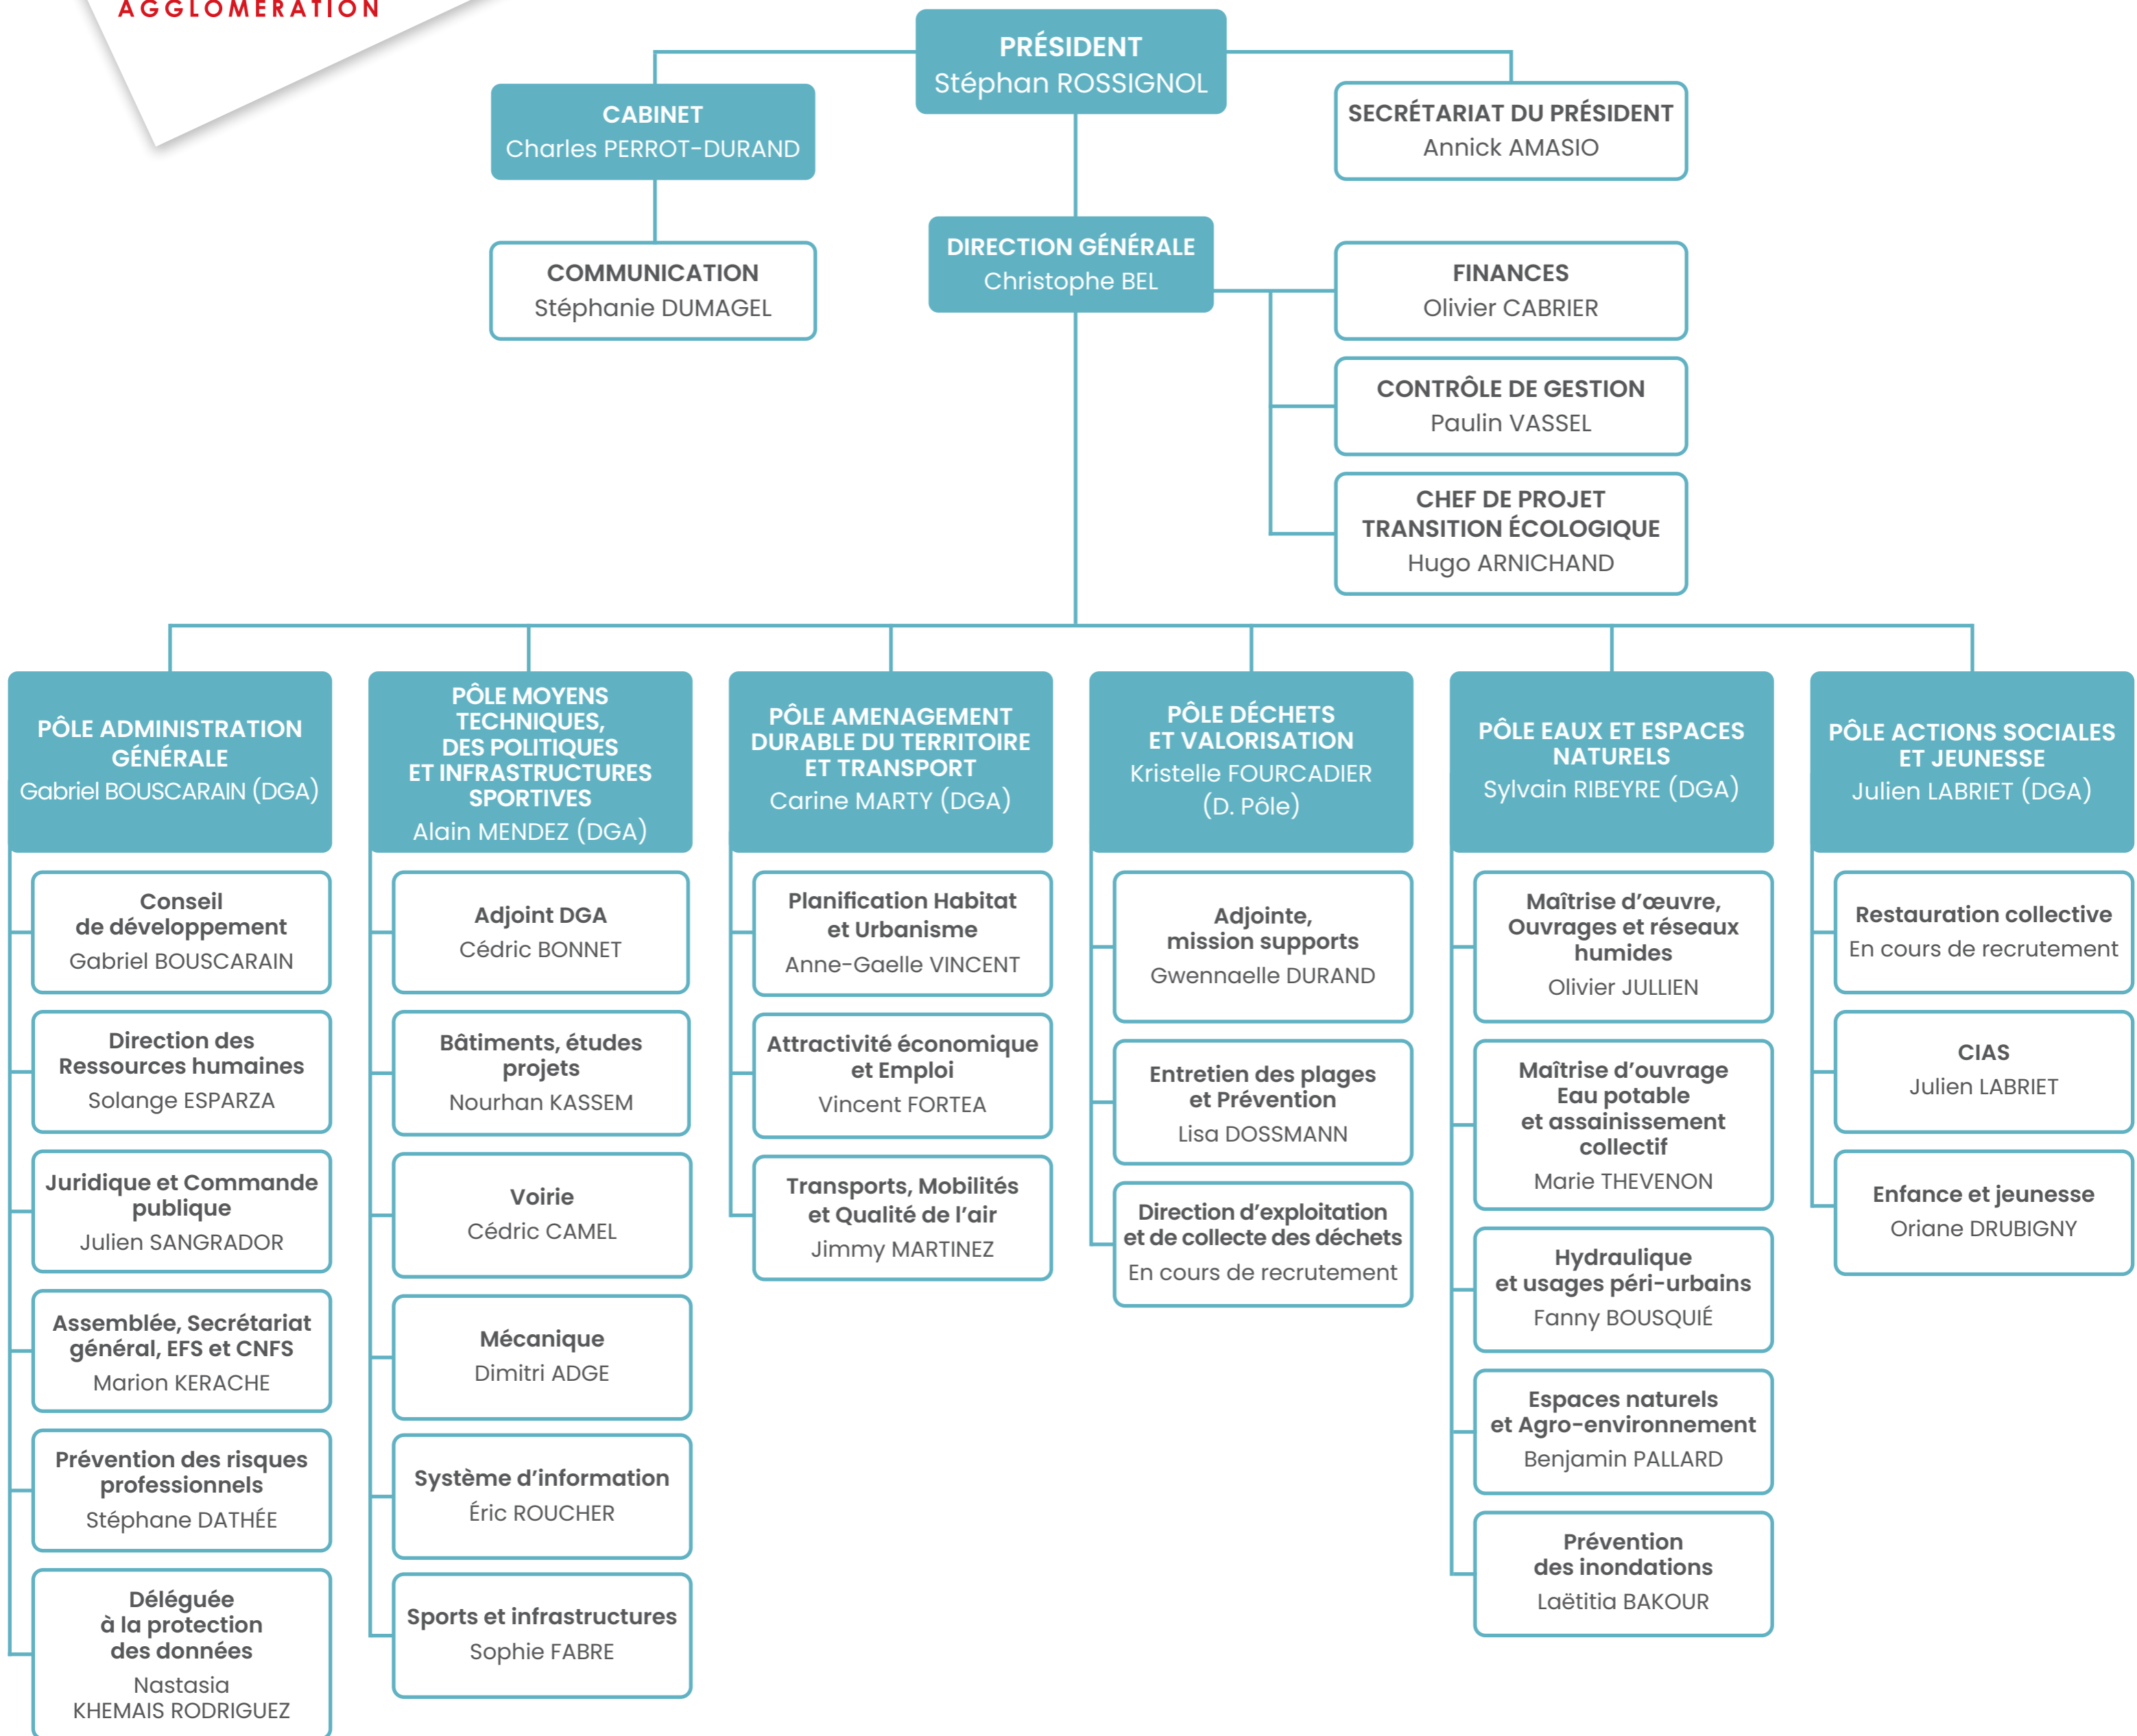 AGGLOMÉRATION
PRÉSIDENT
Stéphan ROSSIGNOL
CABINET
Charles PERROT-DURAND
SECRÉTARIAT DU PRÉSIDENT
Annick AMASIO
COMMUNICATION
Stéphanie DUMAGEL
DIRECTION GÉNÉRALE
Christophe BEL
FINANCES
Olivier CABRIER
CONTRÔLE DE GESTION
Paulin VASSEL
CHEF DE PROJET
TRANSITION ÉCOLOGIQUE
Hugo ARNICHAND
PÔLE ADMINISTRATION
GÉNÉRALE
Gabriel BOUSCARAIN (DGA)
Conseil
de développement
Gabriel BOUSCARAIN
Direction des
Ressources humaines
Solange ESPARZA
Juridique et Commande
publique
Julien SANGRADOR
Assemblée, Secrétariat
général, EFS et CNFS
Marion KERACHE
Prévention des risques
professionnels
Stéphane DATHÉE
Déléguée
à la protection
des données
Nastasia
KHEMAIS RODRIGUEZ
PÔLE MOYENS
TECHNIQUES,
DES POLITIQUES
ET INFRASTRUCTURES
SPORTIVES
Alain MENDEZ (DGA)
Adjoint DGA
Cédric BONNET
Bâtiments, études
projets
Nourhan KASSEM
Voirie
Cédric CAMEL
Mécanique
Dimitri ADGE
Système d’information
Éric ROUCHER
Sports et infrastructures
Sophie FABRE
PÔLE AMENAGEMENT
DURABLE DU TERRITOIRE
ET TRANSPORT
Carine MARTY (DGA)
Planification Habitat
et Urbanisme
Anne-Gaelle VINCENT
Attractivité économique
et Emploi
Vincent FORTEA
Transports, Mobilités
et Qualité de l’air
Jimmy MARTINEZ
PÔLE DÉCHETS
ET VALORISATION
Kristelle FOURCADIER
(D. Pôle)
Adjointe,
mission supports
Gwennaelle DURAND
Entretien des plages
et Prévention
Lisa DOSSMANN
Direction d’exploitation
et de collecte des déchets
En cours de recrutement
PÔLE EAUX ET ESPACES
NATURELS
Sylvain RIBEYRE (DGA)
Maîtrise d’œuvre,
Ouvrages et réseaux
humides
Olivier JULLIEN
Maîtrise d’ouvrage
Eau potable
et assainissement
collectif
Marie THEVENON
Hydraulique
et usages péri-urbains
Fanny BOUSQUIÉ
Espaces naturels
et Agro-environnement
Benjamin PALLARD
Prévention
des inondations
Laëtitia BAKOUR
PÔLE ACTIONS SOCIALES
ET JEUNESSE
Julien LABRIET (DGA)
Restauration collective
En cours de recrutement
CIAS
Julien LABRIET
Enfance et jeunesse
Oriane DRUBIGNY